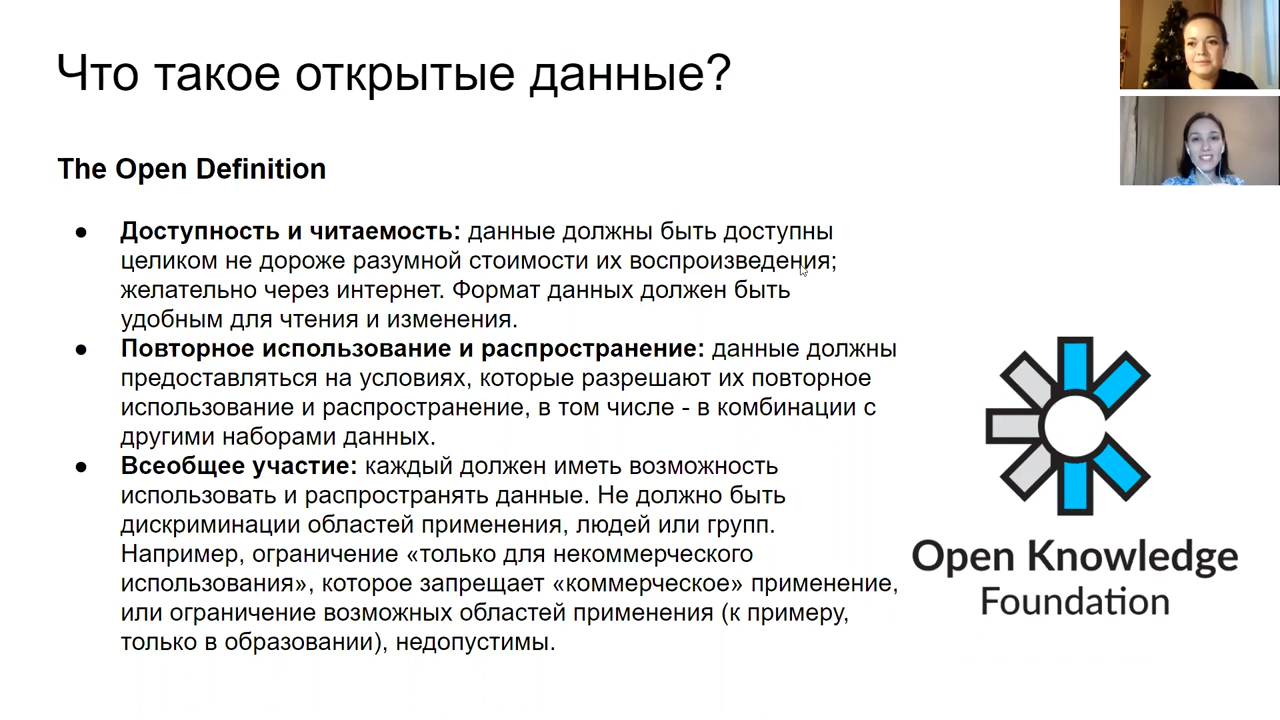 Что такое открытые данные?
The Open Definition
● Доступность и читаемость: данные должны быть доступны
целиком не дороже разумной стоимости их воспроизведения;
желательно через интернет. Формат данных должен быть
удобным для чтения и изменения.
● Повторное использование и распространение: данные должны
предоставляться на условиях, которые разрешают их повторное
использование и распространение, в том числе - в комбинации с
другими наборами данных.
● Всеобщее участие: каждый должен иметь возможность
использовать и распространять данные. Не должно быть
дискриминации областей применения, людей или групп.
Например, ограничение «только для некоммерческого
использования», которое запрещает «коммерческое» применение,
или ограничение возможных областей применения (к примеру,
только в образовании), недопустимы.
Open Knowledge
Foundation